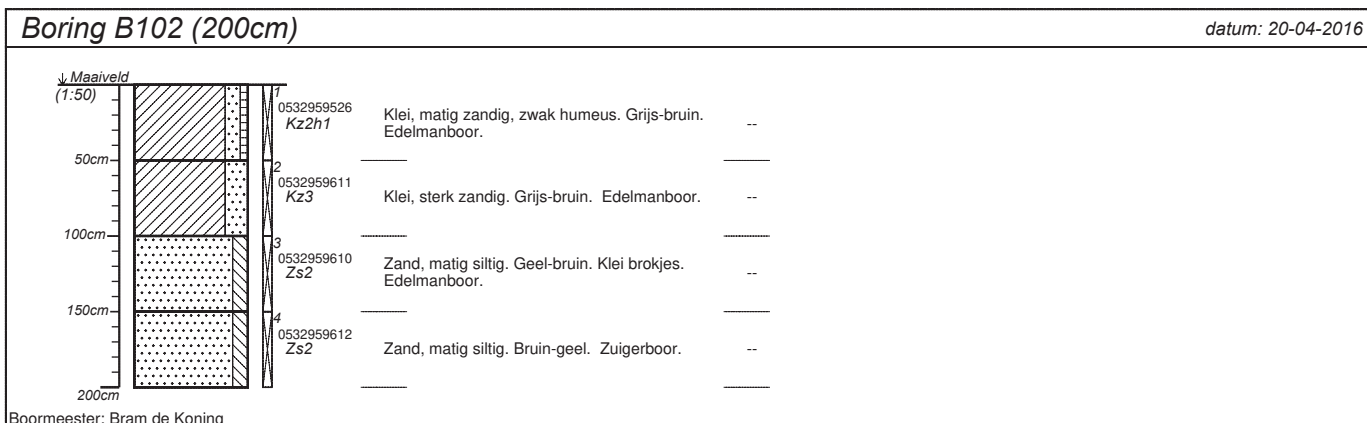 Boring B102 (200cm)
datum: 20-04-2016
Maaiveld
(1:50)
1
0532959526
Kz2h1
Klei, matig zandig, zwak humeus. Grijs-bruin.
Edelmanboor.
--
50cm
2
0532959611
Kz3
Klei, sterk zandig. Grijs-bruin. Edelmanboor.
--
100cm
3
0532959610
Zs2
Zand, matig siltig. Geel-bruin. Klei brokjes.
Edelmanboor.
--
150cm
4
0532959612
Zs2
Zand, matig siltig. Bruin-geel. Zuigerboor.
--
200cm
Boormeester: Bram de Koning